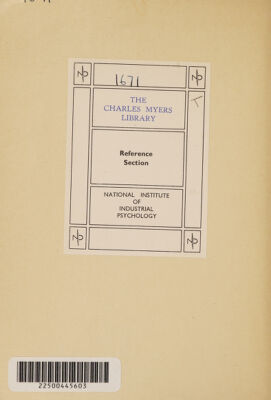 1671
THE
CHARLES MYERS
LIBRARY
Reference
Section
NATIONAL INSTITUTE
OF
INDUSTRIAL
PSYCHOLOGY
22500445603